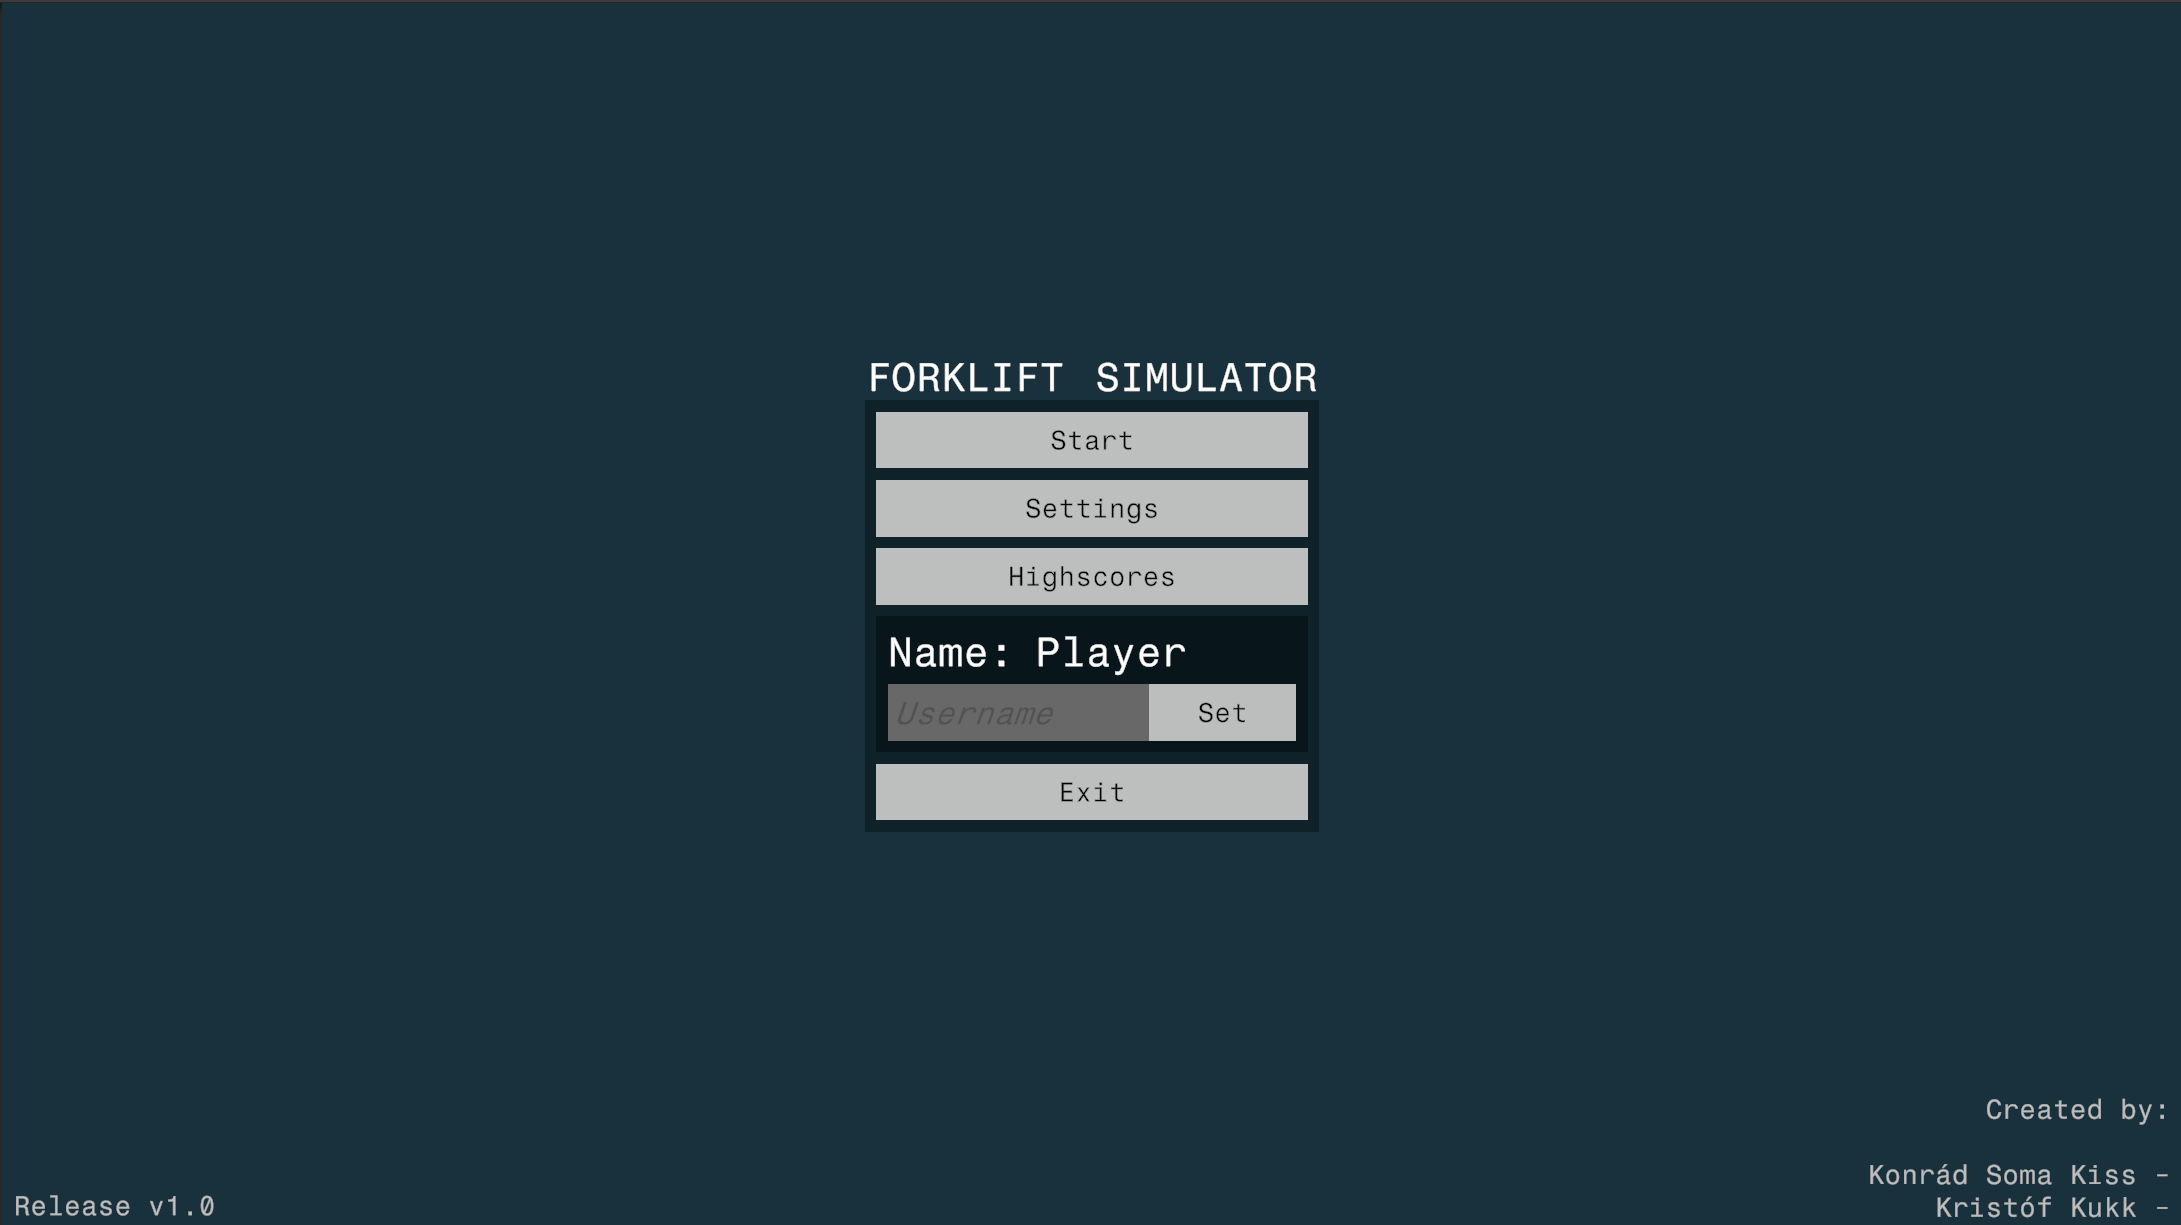 FORKLIFT SIMULATOR
Start
Settings
Highscores
Name: Player
Username
Set
Exit
Created by:
Konrád Soma Kiss -
Kristóf Kukk -
Release v1.0